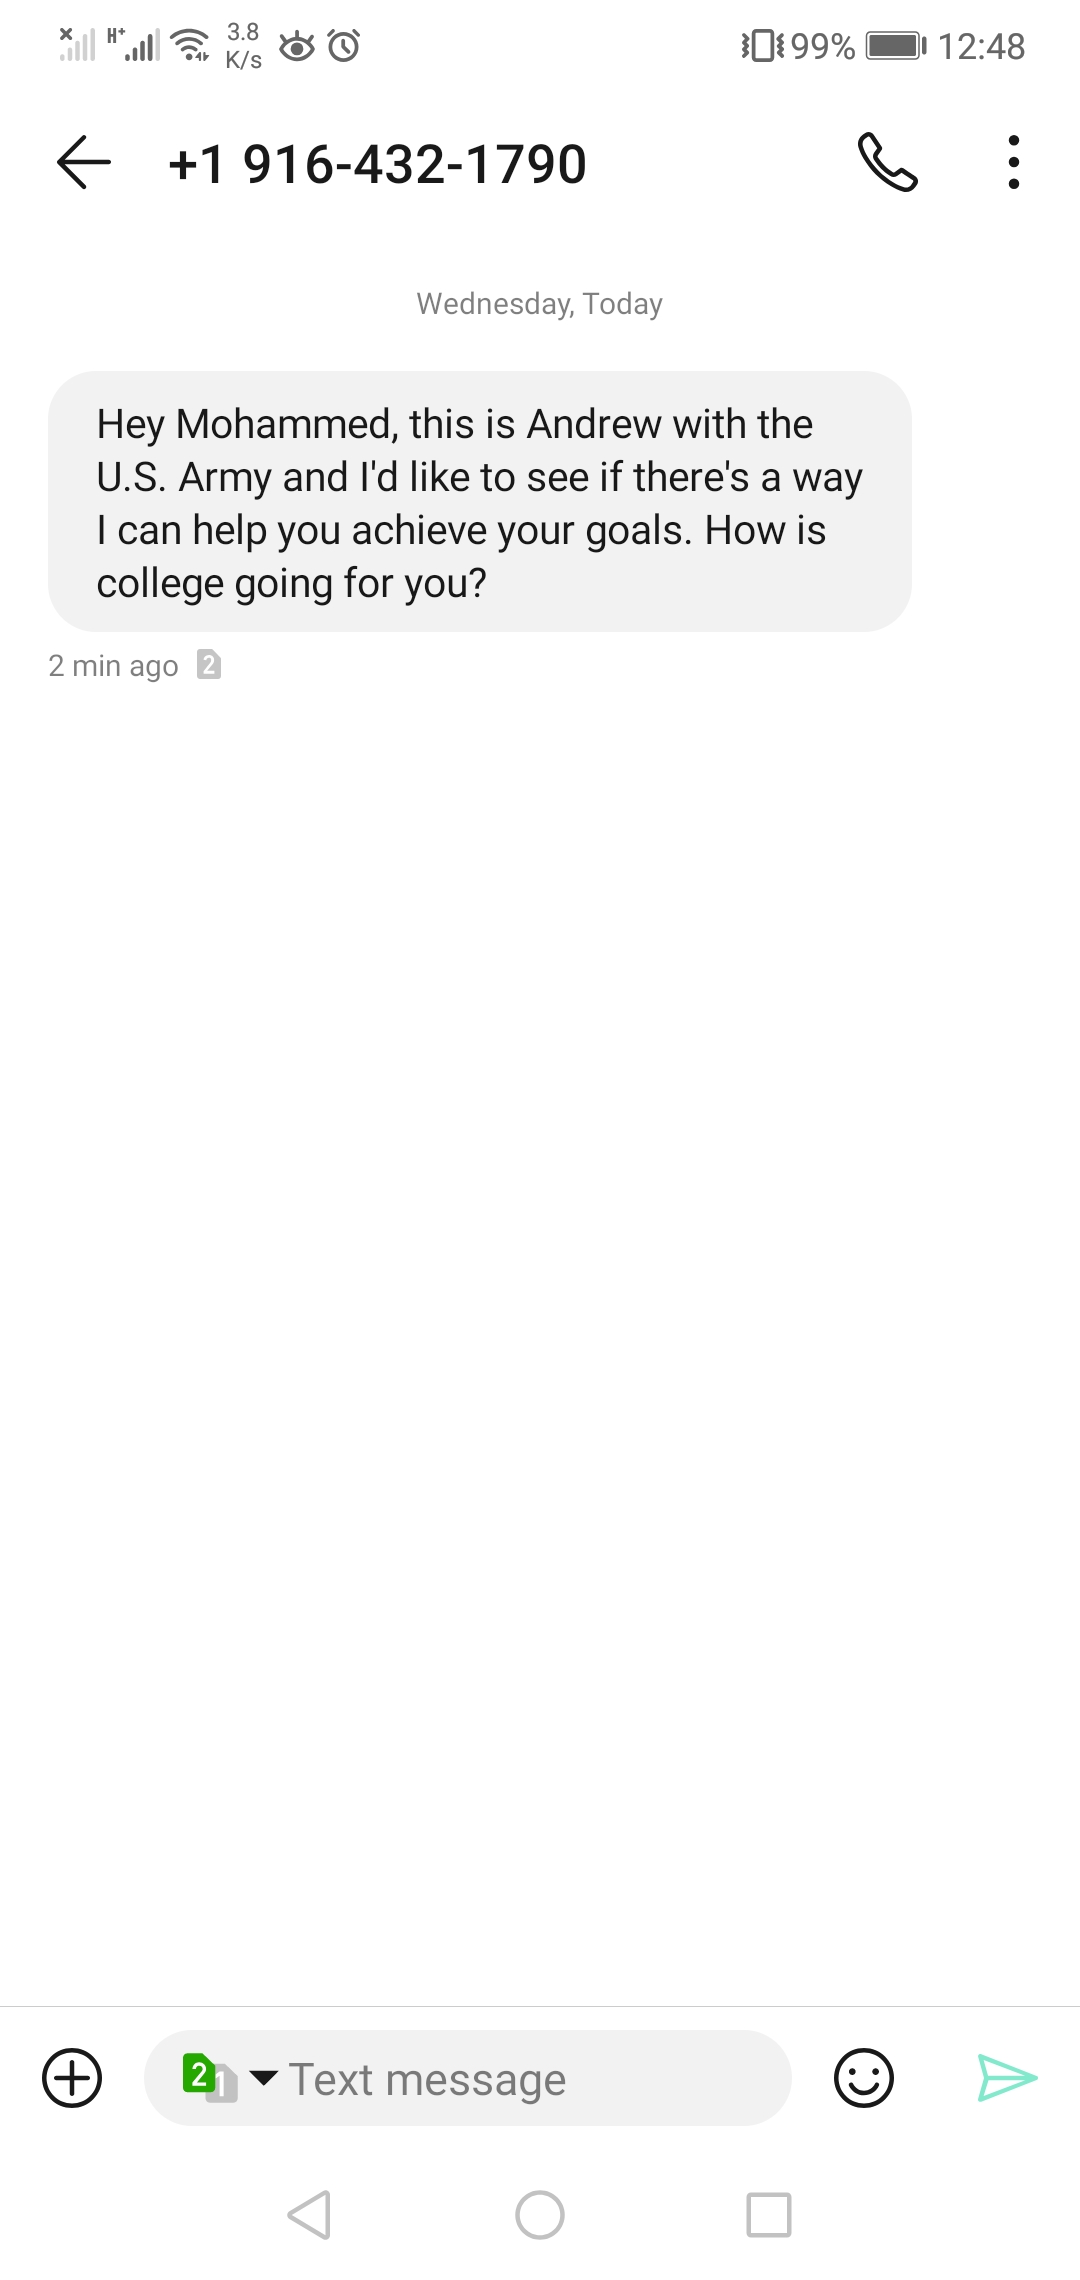 H+
3.8
K/s
99%
12:48
+1 916-432-1790
Wednesday, Today
Hey Mohammed, this is Andrew with the
U.S. Army and I'd like to see if there's a way
I can help you achieve your goals. How is
college going for you?
2 min ago 2
2 1 Text message